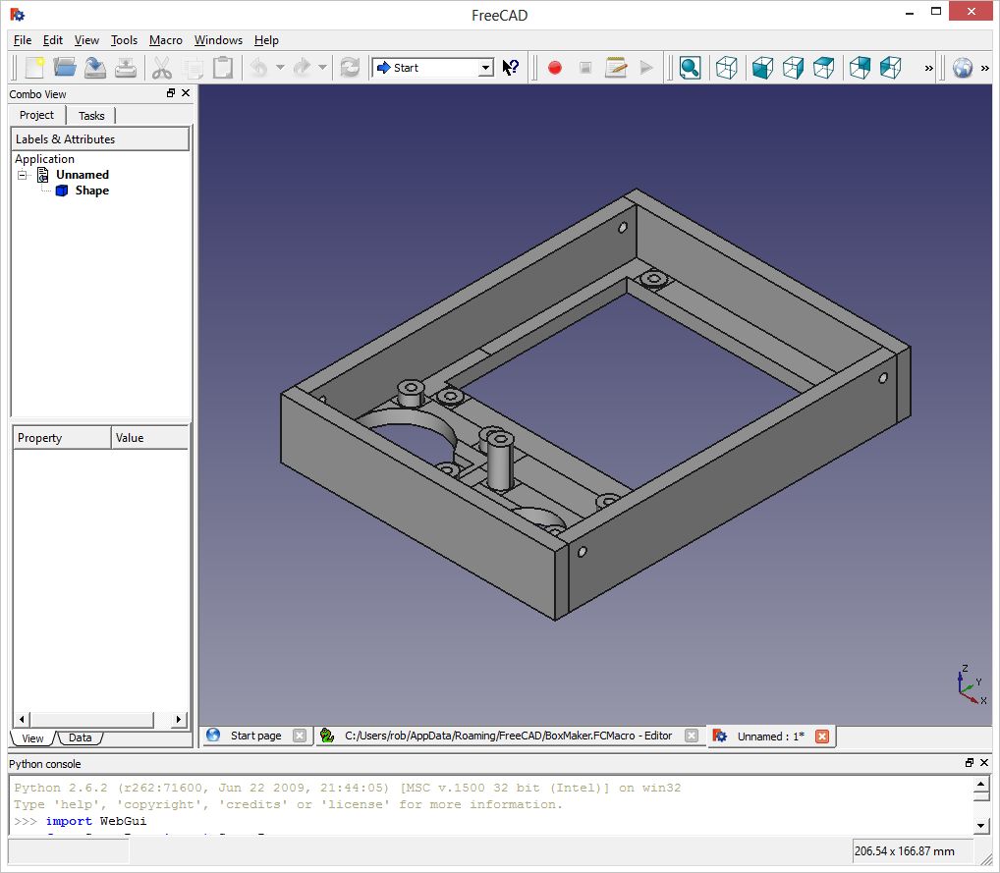 FreeCAD
File Edit View Tools Macro Windows Help
Start
»
»
Combo View
Project Tasks
Labels & Attributes
Application
Unnamed
Shape
Property Value
View Data
Z
Y
X
Start page C:/Users/rob/AppData/Roaming/FreeCAD/BoxMaker.FCMacro - Editor Unnamed : 1*
Python console
Python 2.6.2 (r262:71600, Jun 22 2009, 21:44:05) [MSC v.1500 32 bit (Intel)] on win32
Type 'help', 'copyright', 'credits' or 'license' for more information.
>>> import WebGui
206.54 x 166.87 mm